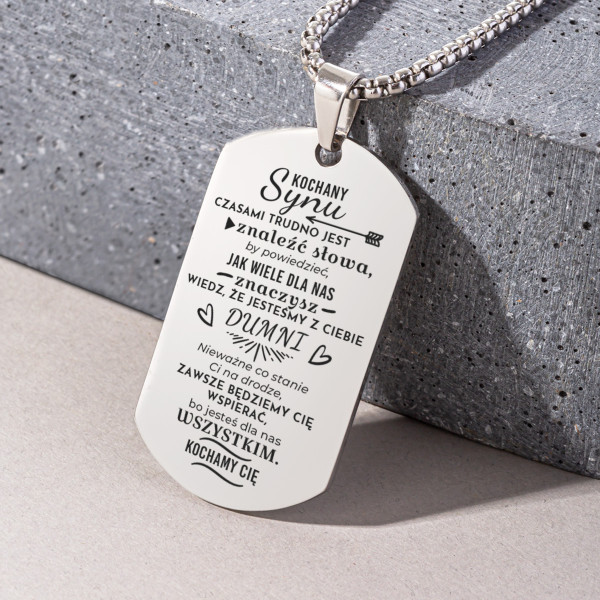 KOCHANY
Synu
CZASAMI TRUDNO JEST
znaleźć słowa,
by powiedzieć,
JAK WIELE DLA NAS
znaczysz
WIEDZ, ŻE JESTEŚMY Z CIEBIE
DUMNI
Nieważne co stanie
Ci na drodze,
ZAWSZE BĘDZIEMY CIĘ
WSPIERAĆ,
bo jesteś dla nas
WSZYSTKIM.
KOCHAMY CIĘ